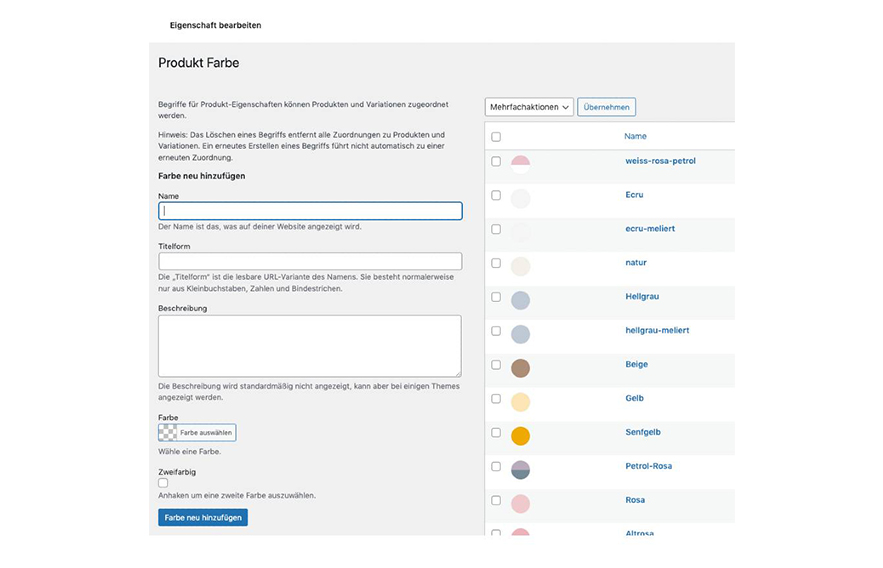 Eigenschaft bearbeiten
Produkt Farbe
Begriffe für Produkt-Eigenschaften können Produkten und Variationen zugeordnet
werden.
Hinweis: Das Löschen eines Begriffs entfernt alle Zuordnungen zu Produkten und
Variationen. Ein erneutes Erstellen eines Begriffs führt nicht automatisch zu einer
erneuten Zuordnung.
Farbe neu hinzufügen
Name
Der Name ist das, was auf deiner Website angezeigt wird.
Titelform
Die „Titelform“ ist die lesbare URL-Variante des Namens. Sie besteht normalerweise
nur aus Kleinbuchstaben, Zahlen und Bindestrichen.
Beschreibung
Die Beschreibung wird standardmäßig nicht angezeigt, kann aber bei einigen Themes
angezeigt werden.
Farbe
Farbe auswählen
Wähle eine Farbe.
Zweifarbig
Anhaken um eine zweite Farbe auszuwählen.
Farbe neu hinzufügen
Mehrfachaktionen
Übernehmen
Name
weiss-rosa-petrol
Ecru
ecru-meliert
natur
Hellgrau
hellgrau-meliert
Beige
Gelb
Senfgelb
Petrol-Rosa
Rosa
Altrosa